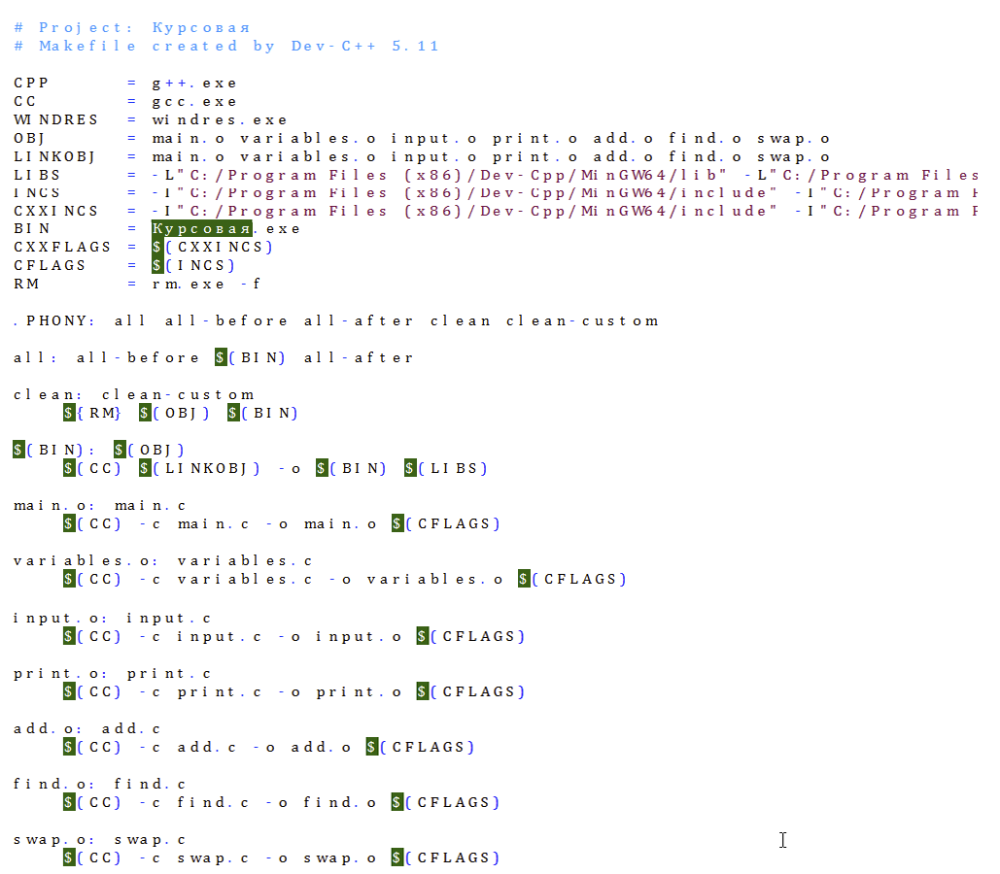 # Project: Курсовая
# Makefile created by Dev-C++ 5.11
CPP = g++.exe
CC = gcc.exe
WINDRES = windres.exe
OBJ = main.o variables.o input.o print.o add.o find.o swap.o
LINKOBJ = main.o variables.o input.o print.o add.o find.o swap.o
LIBS = -L"C:/Program Files (x86)/Dev-Cpp/MinGW64/lib" -L"C:/Program Files
INCS = -I"C:/Program Files (x86)/Dev-Cpp/MinGW64/include" -I"C:/Program
CXXINCS = -I"C:/Program Files (x86)/Dev-Cpp/MinGW64/include" -I"C:/Program
BIN = Курсовая.exe
CXXFLAGS = $(CXXINCS)
CFLAGS = $(INCS)
RM = rm.exe -f
.PHONY: all all-before all-after clean clean-custom
all: all-before $(BIN) all-after
clean: clean-custom
${RM} $(OBJ) $(BIN)
$(BIN): $(OBJ)
$(CC) $(LINKOBJ) -o $(BIN) $(LIBS)
main.o: main.c
$(CC) -c main.c -o main.o $(CFLAGS)
variables.o: variables.c
$(CC) -c variables.c -o variables.o $(CFLAGS)
input.o: input.c
$(CC) -c input.c -o input.o $(CFLAGS)
print.o: print.c
$(CC) -c print.c -o print.o $(CFLAGS)
add.o: add.c
$(CC) -c add.c -o add.o $(CFLAGS)
find.o: find.c
$(CC) -c find.c -o find.o $(CFLAGS)
swap.o: swap.c
$(CC) -c swap.c -o swap.o $(CFLAGS)